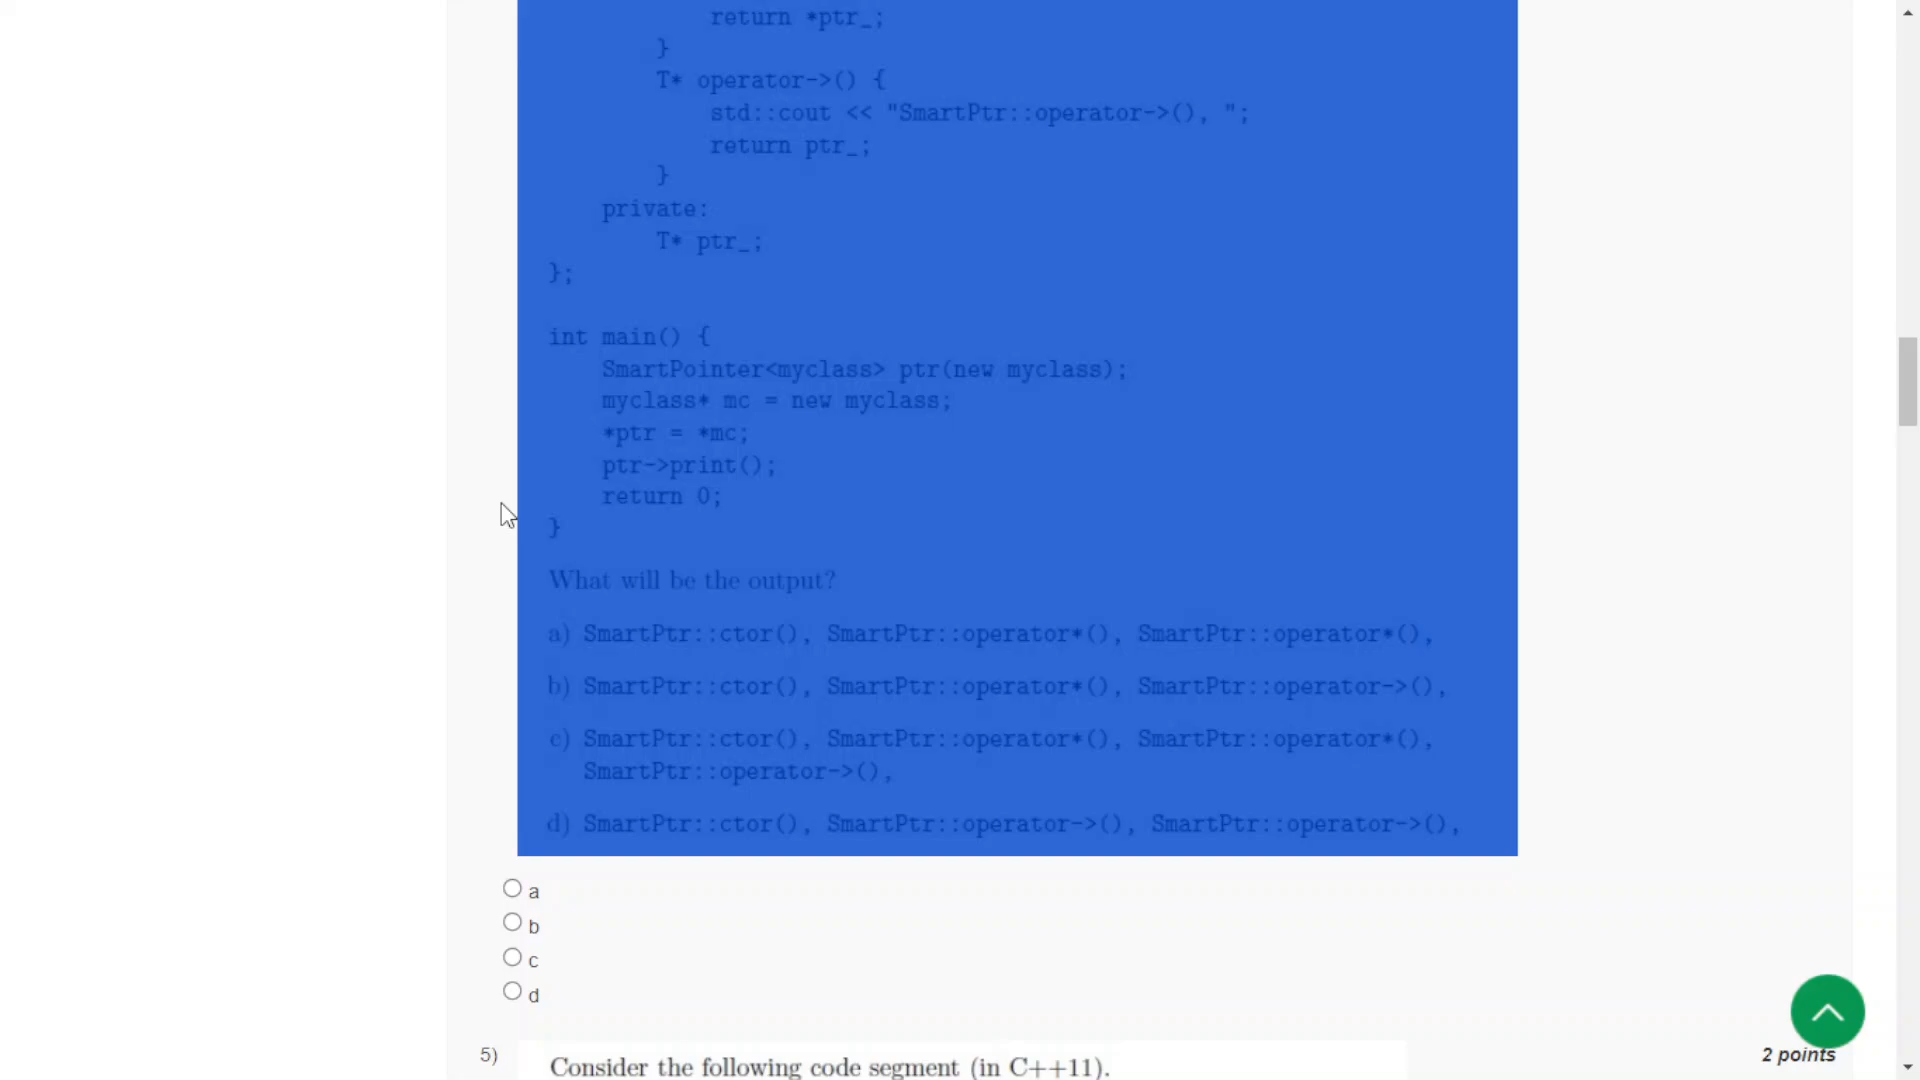 return *ptr_;
}
T* operator->() {
std::cout << "SmartPtr::operator->(), ";
return ptr_;
}
private:
T* ptr_;
};
int main() {
SmartPointer<myclass> ptr(new myclass);
myclass* mc = new myclass;
*ptr = *mc;
ptr->print();
return 0;
}
What will be the output?
a) SmartPtr::ctor(), SmartPtr::operator*(), SmartPtr::operator*(),
b) SmartPtr::ctor(), SmartPtr::operator*(), SmartPtr::operator->(),
c) SmartPtr::ctor(), SmartPtr::operator*(), SmartPtr::operator*(),
SmartPtr::operator->(),
d) SmartPtr::ctor(), SmartPtr::operator->(), SmartPtr::operator->(),
a
b
c
d
5) 2 points
Consider the following code segment (in C++11).